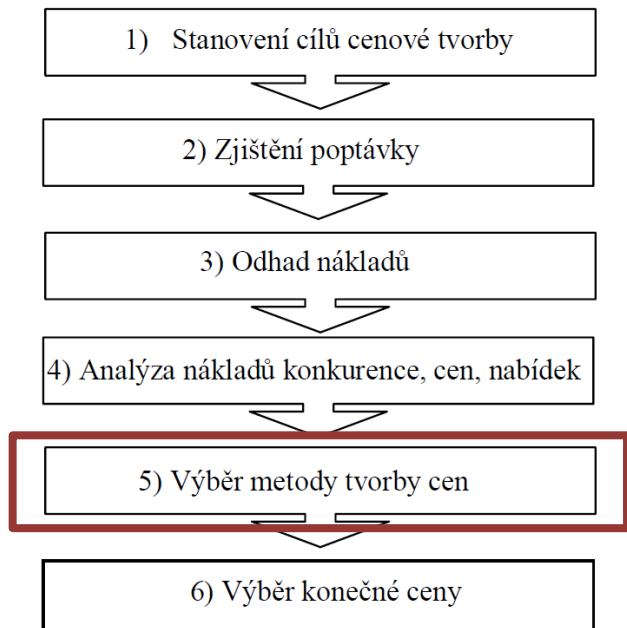 1) Stanovení cílů cenové tvorby
2) Zjištění poptávky
3) Odhad nákladů
4) Analýza nákladů konkurence, cen, nabídek
5) Výběr metody tvorby cen
6) Výběr konečné ceny